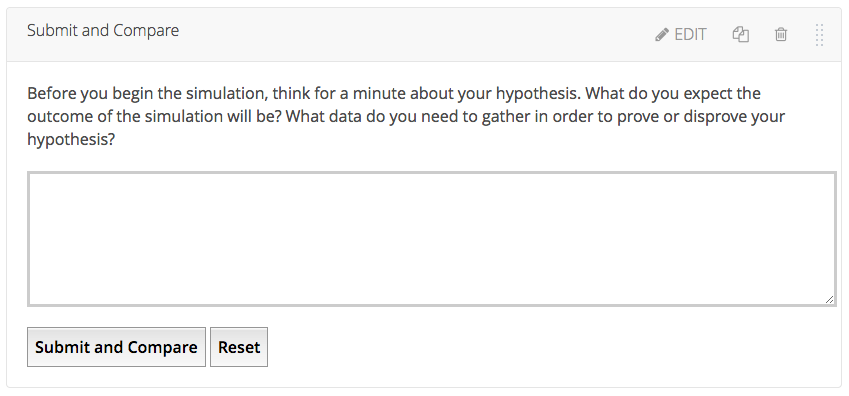 Submit and Compare
EDIT
Before you begin the simulation, think for a minute about your hypothesis. What do you expect the
outcome of the simulation will be? What data do you need to gather in order to prove or disprove your
hypothesis?
Submit and Compare
Reset